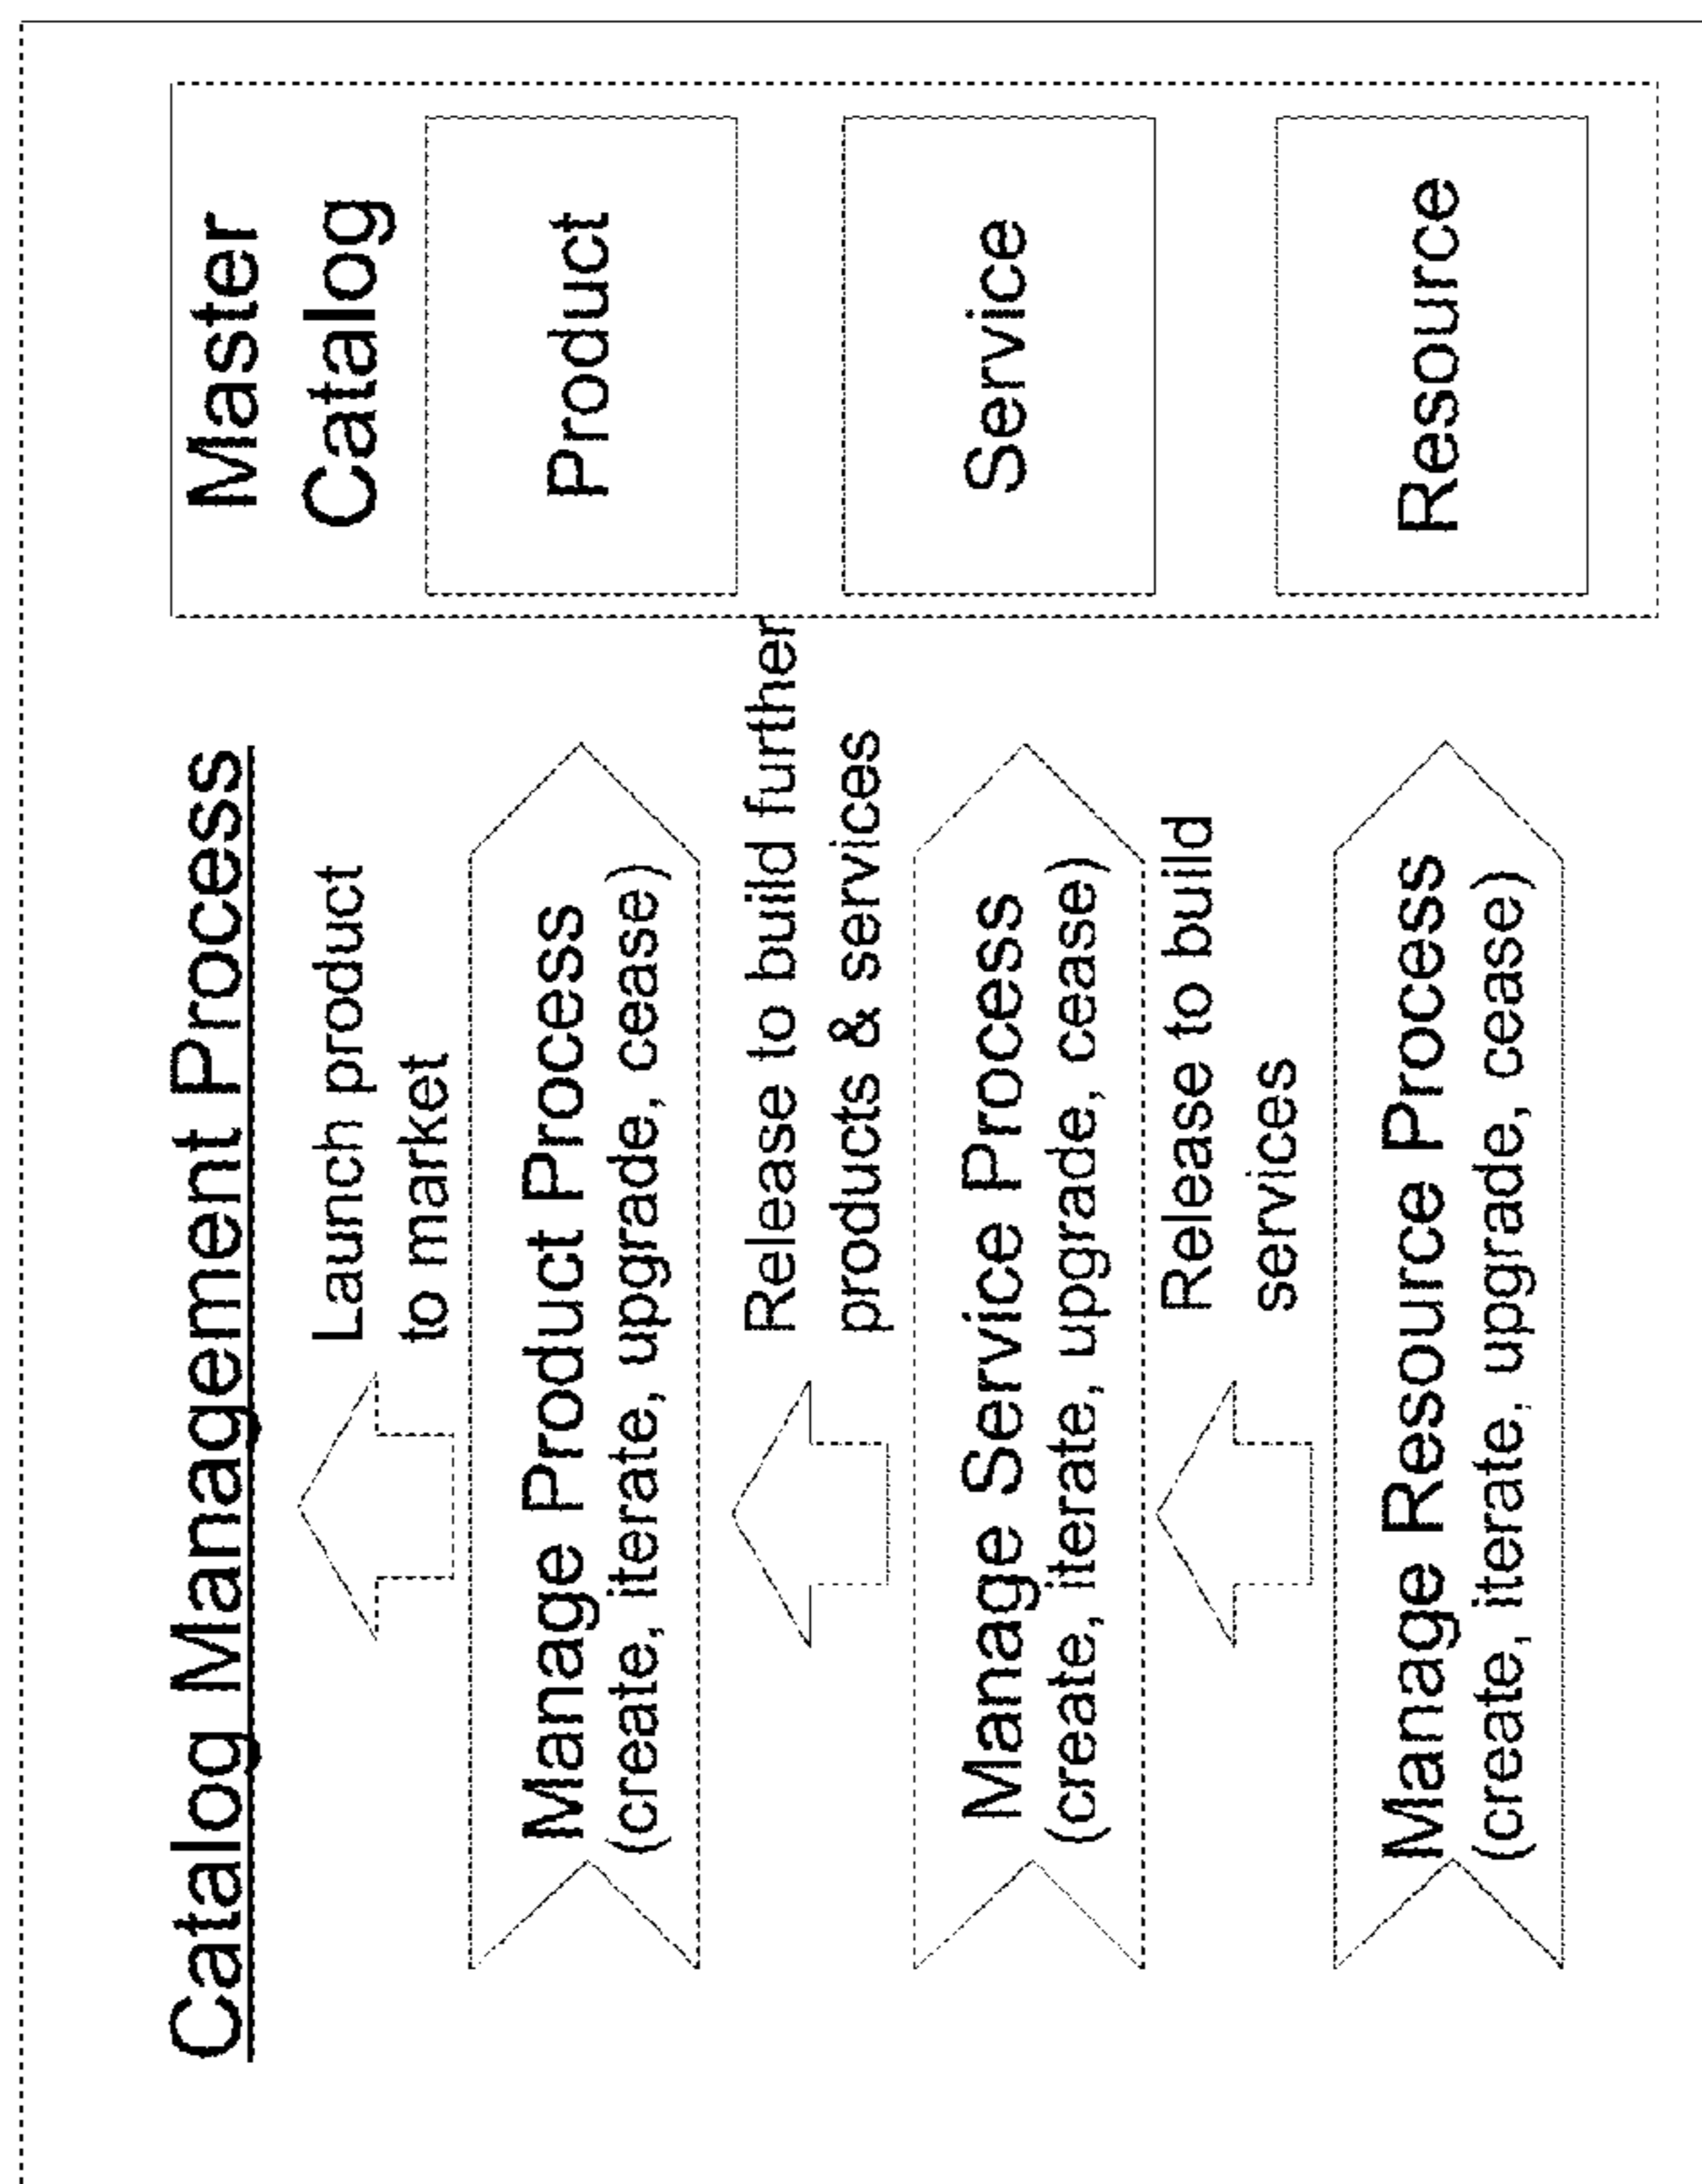 Catalog Management Process
Launch product
to market
Manage Product Process
(create, iterate, upgrade, cease)
Release to build further
products & services
Manage Service Process
(create, iterate, upgrade, cease)
Release to build
services
Manage Resource Process
(create, iterate, upgrade, cease)
Master
Catalog
Product
Service
Resource